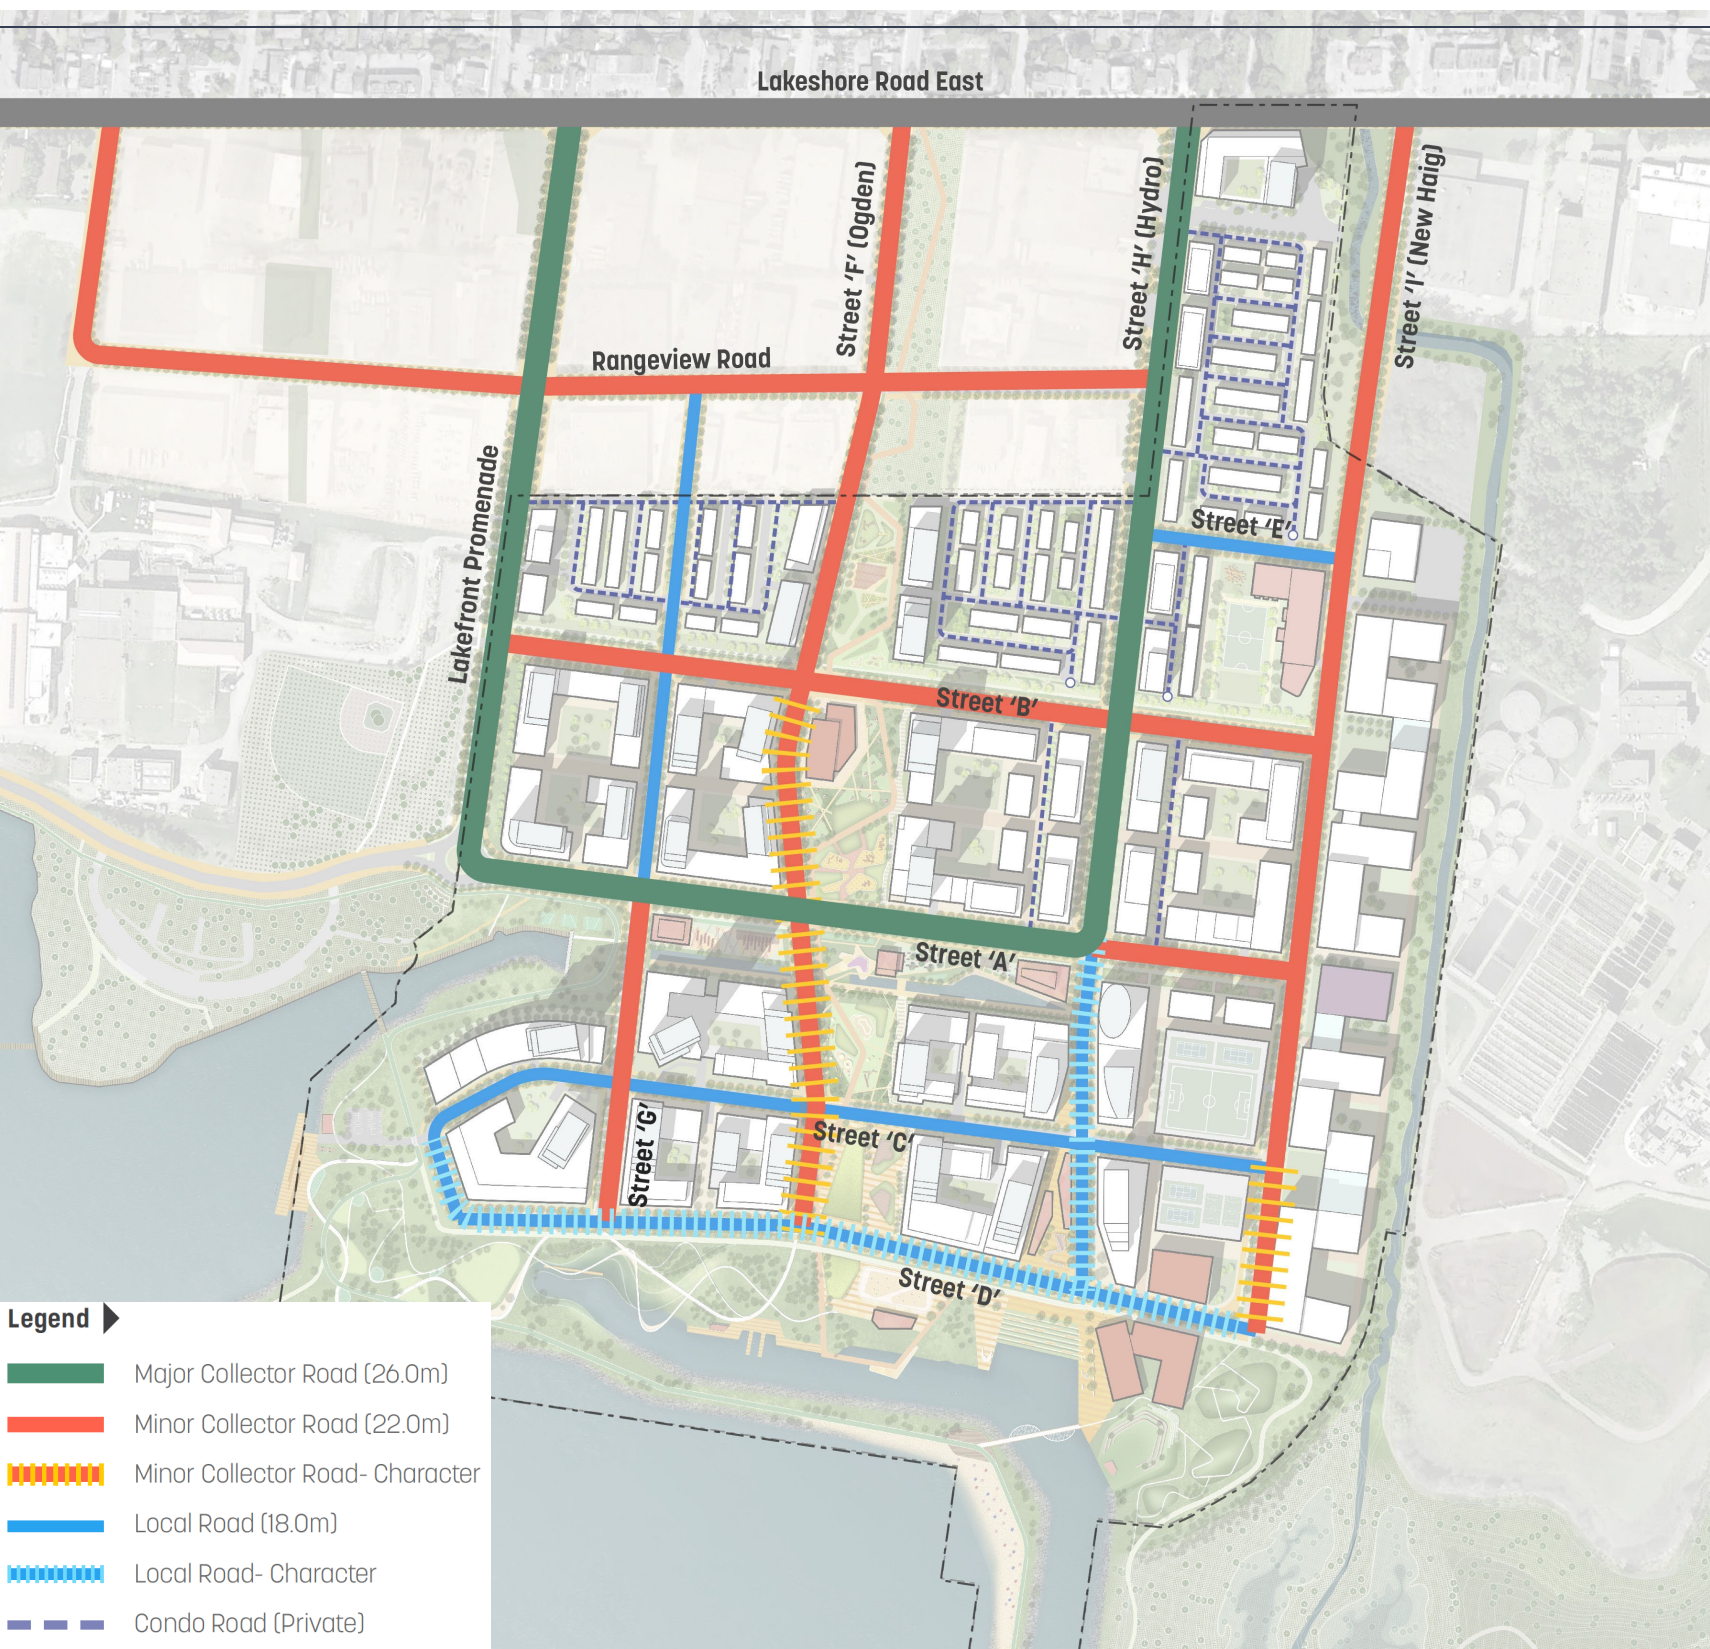 Lakeshore Road East
Street ‘F’ (Ogden)
Street ‘H’ (Hydro)
Street ‘I’ (New Haig)
Rangeview Road
Lakefront Promenade
Street ‘E’
Street ‘B’
Street ‘A’
Street ‘G’
Street ‘C’
Street ‘D’
Legend
Major Collector Road (26.0m)
Minor Collector Road (22.0m)
Minor Collector Road- Character
Local Road (18.0m)
Local Road- Character
Condo Road (Private)